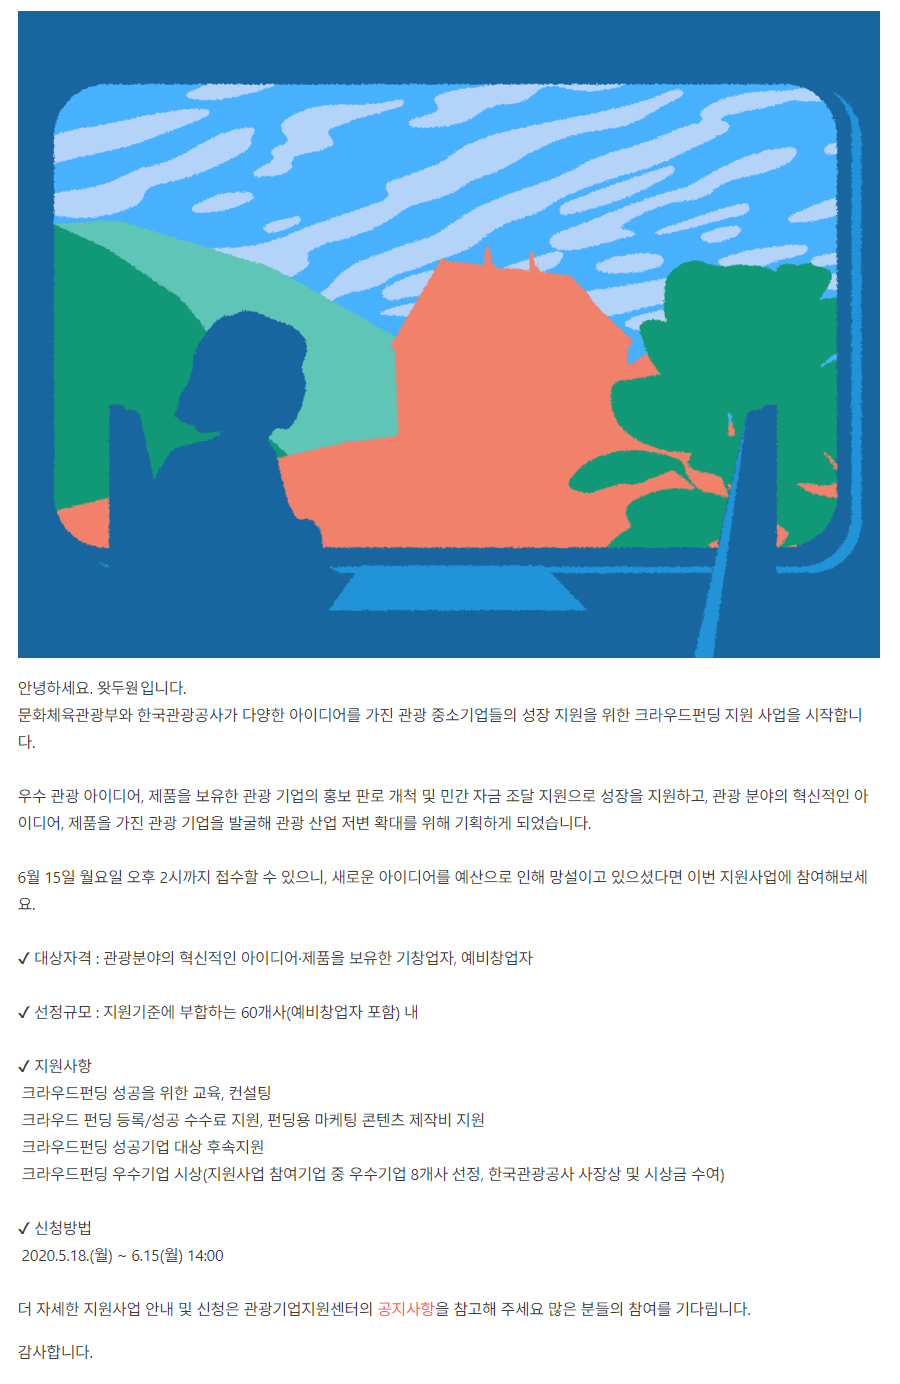 안녕하세요. 왓두원입니다.
문화체육관광부와 한국관광공사가 다양한 아이디어를 가진 관광 중소기업들의 성장 지원을 위한 크라우드펀딩 지원 사업을 시작합니
다.
우수 관광 아이디어, 제품을 보유한 관광 기업의 홍보 판로 개척 및 민간 자금 조달 지원으로 성장을 지원하고, 관광 분야의 혁신적인 아
이디어, 제품을 가진 관광 기업을 발굴해 관광 산업 저변 확대를 위해 기획하게 되었습니다.
6월 15일 월요일 오후 2시까지 접수할 수 있으니, 새로운 아이디어를 예산으로 인해 망설이고 있으셨다면 이번 지원사업에 참여해보세
요.
✓ 대상자격 : 관광분야의 혁신적인 아이디어·제품을 보유한 기창업자, 예비창업자
✓ 선정규모 : 지원기준에 부합하는 60개사(예비창업자 포함) 내
✓ 지원사항
크라우드펀딩 성공을 위한 교육, 컨설팅
크라우드 펀딩 등록/성공 수수료 지원, 펀딩용 마케팅 콘텐츠 제작비 지원
크라우드펀딩 성공기업 대상 후속지원
크라우드펀딩 우수기업 시상(지원사업 참여기업 중 우수기업 8개사 선정, 한국관광공사 사장상 및 시상금 수여)
✓ 신청방법
2020.5.18.(월) ~ 6.15(월) 14:00
더 자세한 지원사업 안내 및 신청은 관광기업지원센터의 공지사항을 참고해 주세요 많은 분들의 참여를 기다립니다.
감사합니다.